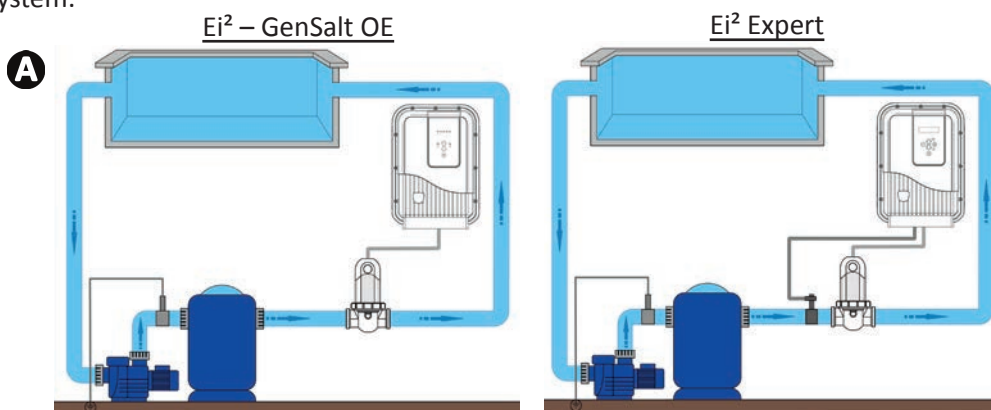 ystem.
Ei² – GenSalt OE
Ei² Expert
A